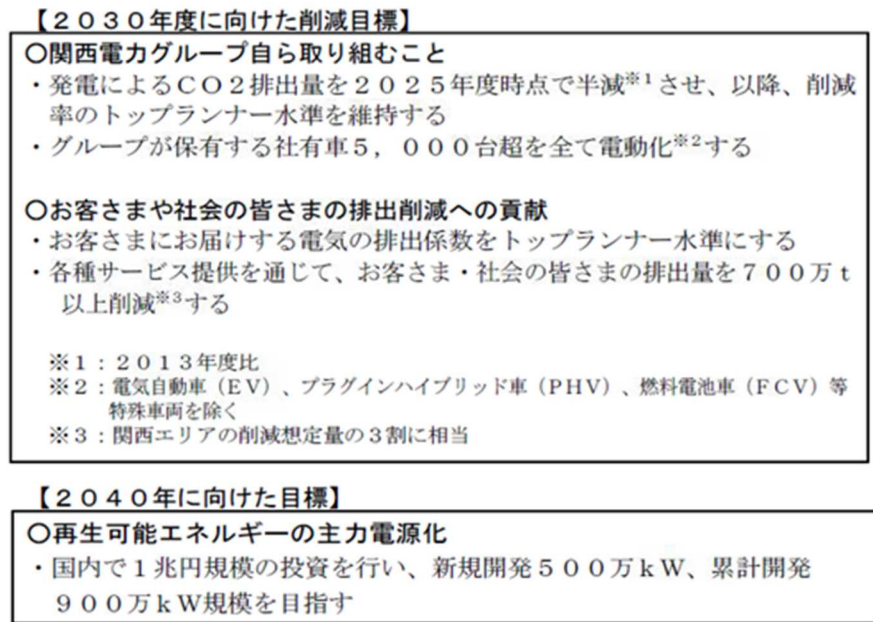 【２０３０年度に向けた削減目標】
〇関西電力グループ自ら取り組むこと
・発電によるＣＯ２排出量を２０２５年度時点で半減※１させ、以降、削減
率のトップランナー水準を維持する
・グループが保有する社有車５，０００台超を全て電動化※２する
〇お客さまや社会の皆さまの排出削減への貢献
・お客さまにお届けする電気の排出係数をトップランナー水準にする
・各種サービス提供を通じて、お客さま・社会の皆さまの排出量を７００万ｔ
以上削減※３する
※１：２０１３年度比
※２：電気自動車（ＥＶ）、プラグインハイブリッド車（ＰＨＶ）、燃料電池車（ＦＣＶ）等
特殊車両を除く
※３：関西エリアの削減想定量の３割に相当
【２０４０年に向けた目標】
〇再生可能エネルギーの主力電源化
・国内で１兆円規模の投資を行い、新規開発５００万ｋＷ、累計開発
９００万ｋＷ規模を目指す